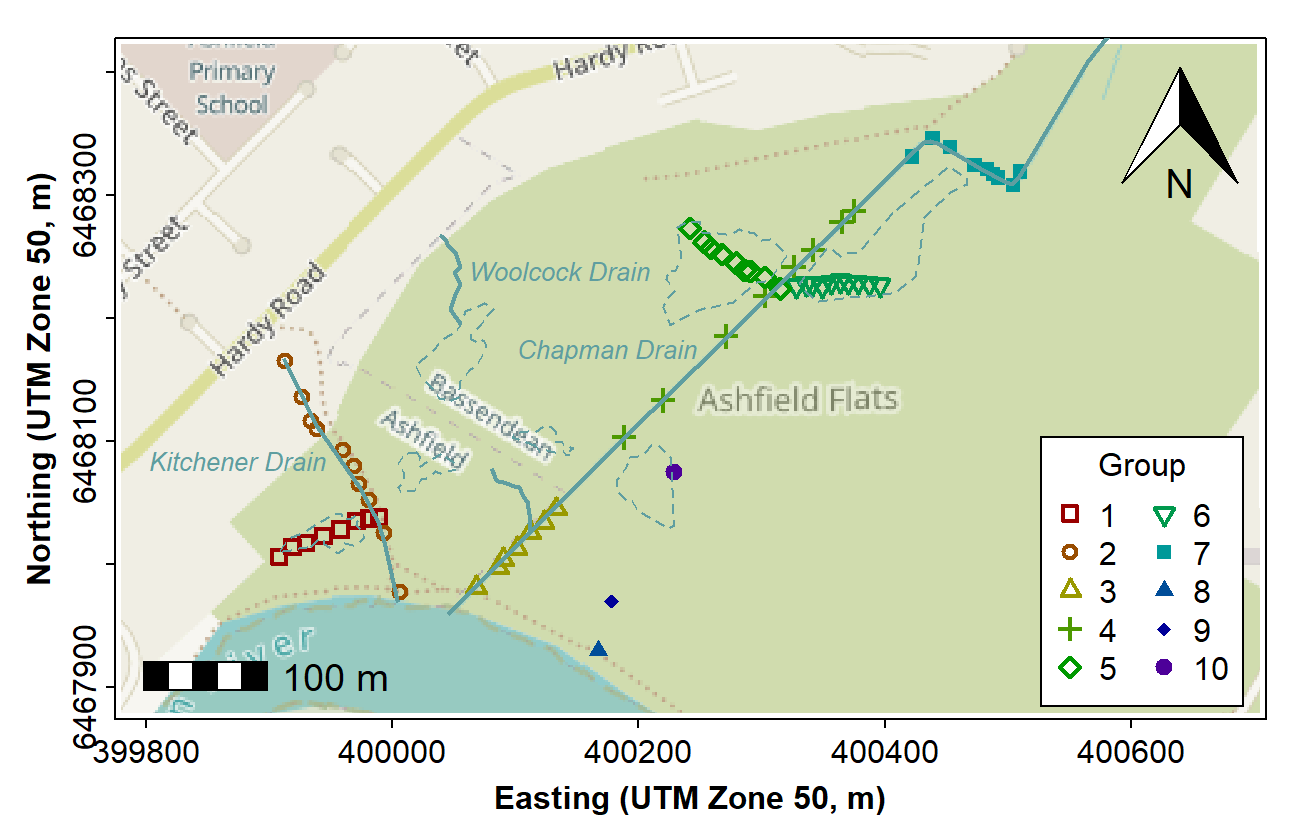 Ashfield
Primary
School
Hardy
s Street
Street
Hardy Road
Woolcock Drain
Chapman Drain
Bassendean
Ashfield
Ashfield Flats
Kitchener Drain
iver
100 m
N
Group
1
2
3
4
5
6
7
8
9
10
6468300
6468100
6467900
Northing (UTM Zone 50, m)
399800
400000
400200
400400
400600
Easting (UTM Zone 50, m)